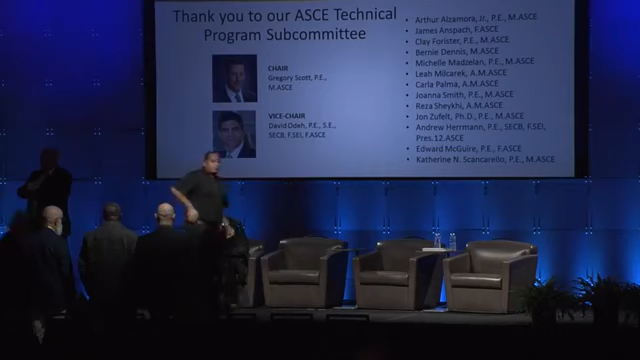 Thank you to our ASCE Technical
Program Subcommittee
CHAIR
Gregory Scott, P.E.,
M.ASCE
VICE-CHAIR
David Odeh, P.E., S.E.,
SECB, F.SEI, F.ASCE
• Arthur Alzamora, Jr., P.E., M.ASCE
• James Anspach, F.ASCE
• Clay Forister, P.E., M.ASCE
• Bernie Dennis, M.ASCE
• Michelle Madzelan, P.E., M.ASCE
• Leah Milcarek, A.M.ASCE
• Carla Palma, A.M.ASCE
• Joanna Smith, P.E., M.ASCE
• Reza Sheykhi, A.M.ASCE
• Jon Zufelt, Ph.D., P.E., M.ASCE
• Andrew Herrmann, P.E., SECB, F.SEI,
Pres.12.ASCE
• Edward McGuire, P.E., F.ASCE
• Katherine N. Scancarello, P.E., M.ASCE